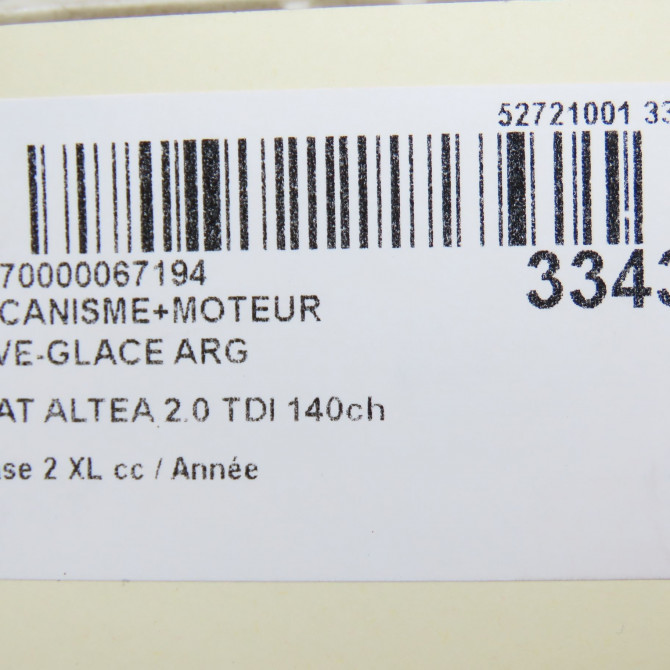 52721001 33
70000067194
3343
CANISME+MOTEUR
VE-GLACE ARG
AT ALTEA 2.0 TDI 140ch
ase 2 XL cc / Année